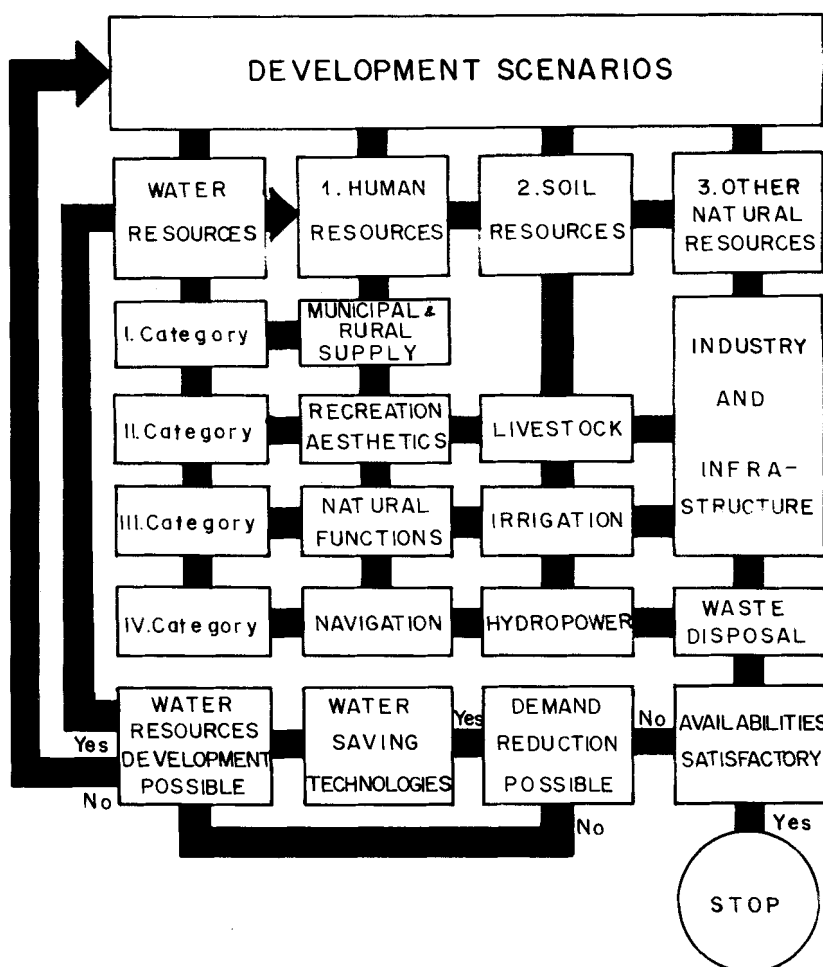 DEVELOPMENT SCENARIOS
WATER
RESOURCES
1. HUMAN
RESOURCES
2. SOIL
RESOURCES
3. OTHER
NATURAL
RESOURCES
I. Category
MUNICIPAL &
RURAL
SUPPLY
INDUSTRY
AND
INFRA-
STRUCTURE
II. Category
RECREATION
AESTHETICS
LIVESTOCK
III. Category
NATURAL
FUNCTIONS
IRRIGATION
IV. Category
NAVIGATION
HYDROPOWER
WASTE
DISPOSAL
WATER
RESOURCES
DEVELOPMENT
POSSIBLE
Yes
No
WATER
SAVING
TECHNOLOGIES
Yes
DEMAND
REDUCTION
POSSIBLE
No
No
AVAILABILITIES
SATISFACTORY
Yes
STOP